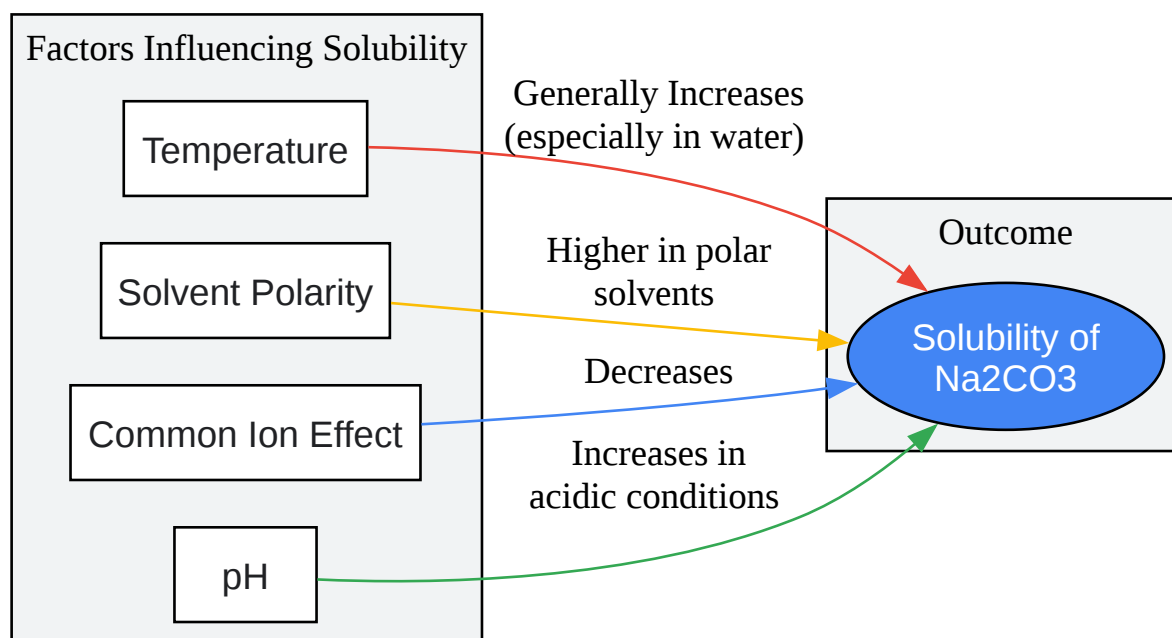 Factors Influencing Solubility
Temperature
Solvent Polarity
Common Ion Effect
pH
Generally Increases
(especially in water)
Higher in polar
solvents
Decreases
Increases in
acidic conditions
Outcome
Solubility of
Na2CO3